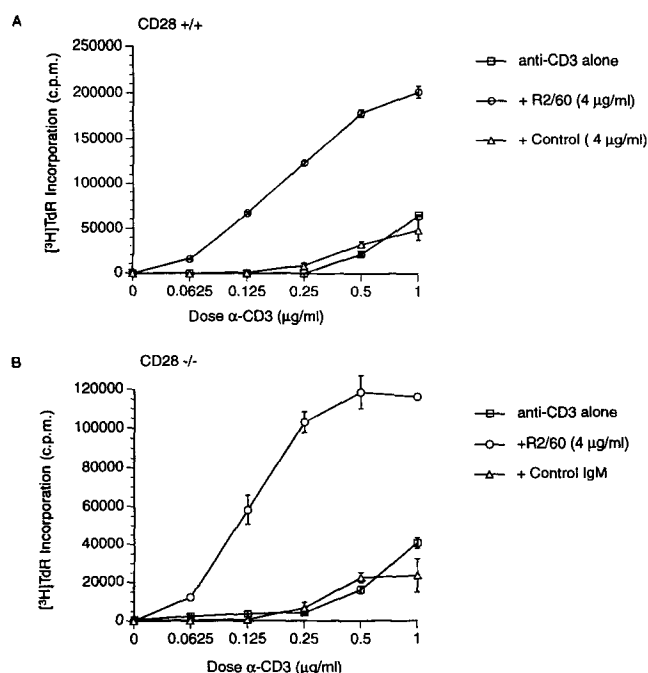 A
CD28 +/+
250000
200000
150000
100000
50000
0
[³H]TdR Incorporation (c.p.m.)
0 0.0625 0.125 0.25 0.5 1
Dose α-CD3 (µg/ml)
anti-CD3 alone
+ R2/60 (4 µg/ml)
+ Control ( 4 µg/ml)
B
CD28 -/-
120000
100000
80000
60000
40000
20000
0
[³H]TdR Incorporation (c.p.m.)
0 0.0625 0.125 0.25 0.5 1
Dose α-CD3 (µg/ml)
anti-CD3 alone
+R2/60 (4 µg/ml)
+ Control IgM